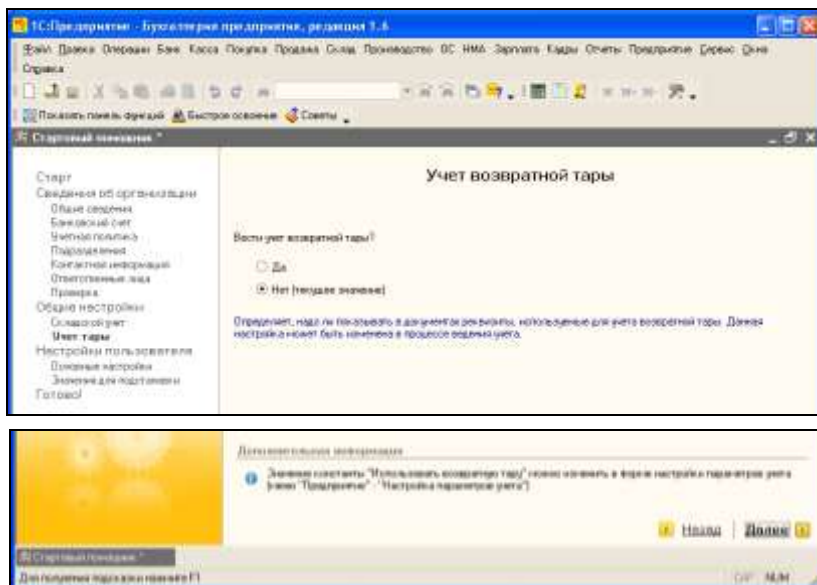 1С:Предприятие - Бухгалтерия предприятия, редакция 1.6
Файл Правка Операции Банк Касса Покупка Продажа Склад Производство ОС НМА Зарплата Кадры Отчеты Предприятие Сервис Окна
Справка
Показать панель функций Быстрое освоение Советы
Стартовый помощник *
Учет возвратной тары
Старт
Сведения об организации
Общие сведения
Банковский счет
Учетная политика
Подразделения
Контактная информация
Ответственные лица
Проверка
Общие настройки
Складской учет
Учет тары
Настройки пользователя
Основные настройки
Значения для подстановки
Готово!
Вести учет возвратной тары?
Да
Нет (текущее значение)
Определяет, надо ли показывать в документах реквизиты, используемые для учета возвратной тары. Данная
настройка может быть изменена в процессе ведения учета.
Дополнительная информация
Значение константы "Использовать возвратную тару" можно изменить в форме настройка параметров учета
(меню "Предприятие" - "Настройка параметров учета")
Назад Далее
Стартовый помощник *
Для получения подсказки нажмите F1
CAP NUM